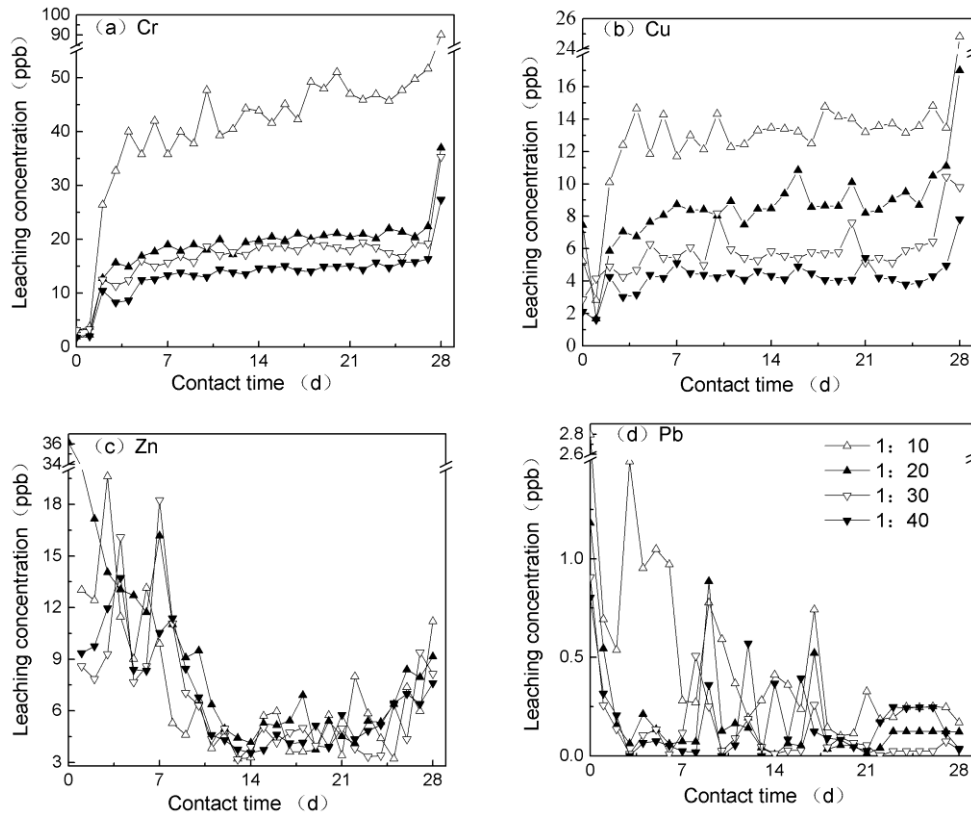 (a) Cr
Leaching concentration (ppb)
100
90
50
40
30
20
10
0
0 7 14 21 28
Contact time (d)
(b) Cu
Leaching concentration (ppb)
26
24
16
14
12
10
8
6
4
2
0
0 7 14 21 28
Contact time (d)
(c) Zn
Leaching concentration (ppb)
36
34
18
15
12
9
6
3
0 7 14 21 28
Contact time (d)
(d) Pb
Leaching concentration (ppb)
2.8
2.6
1.0
0.5
0.0
0 7 14 21 28
Contact time (d)
1: 10
1: 20
1: 30
1: 40